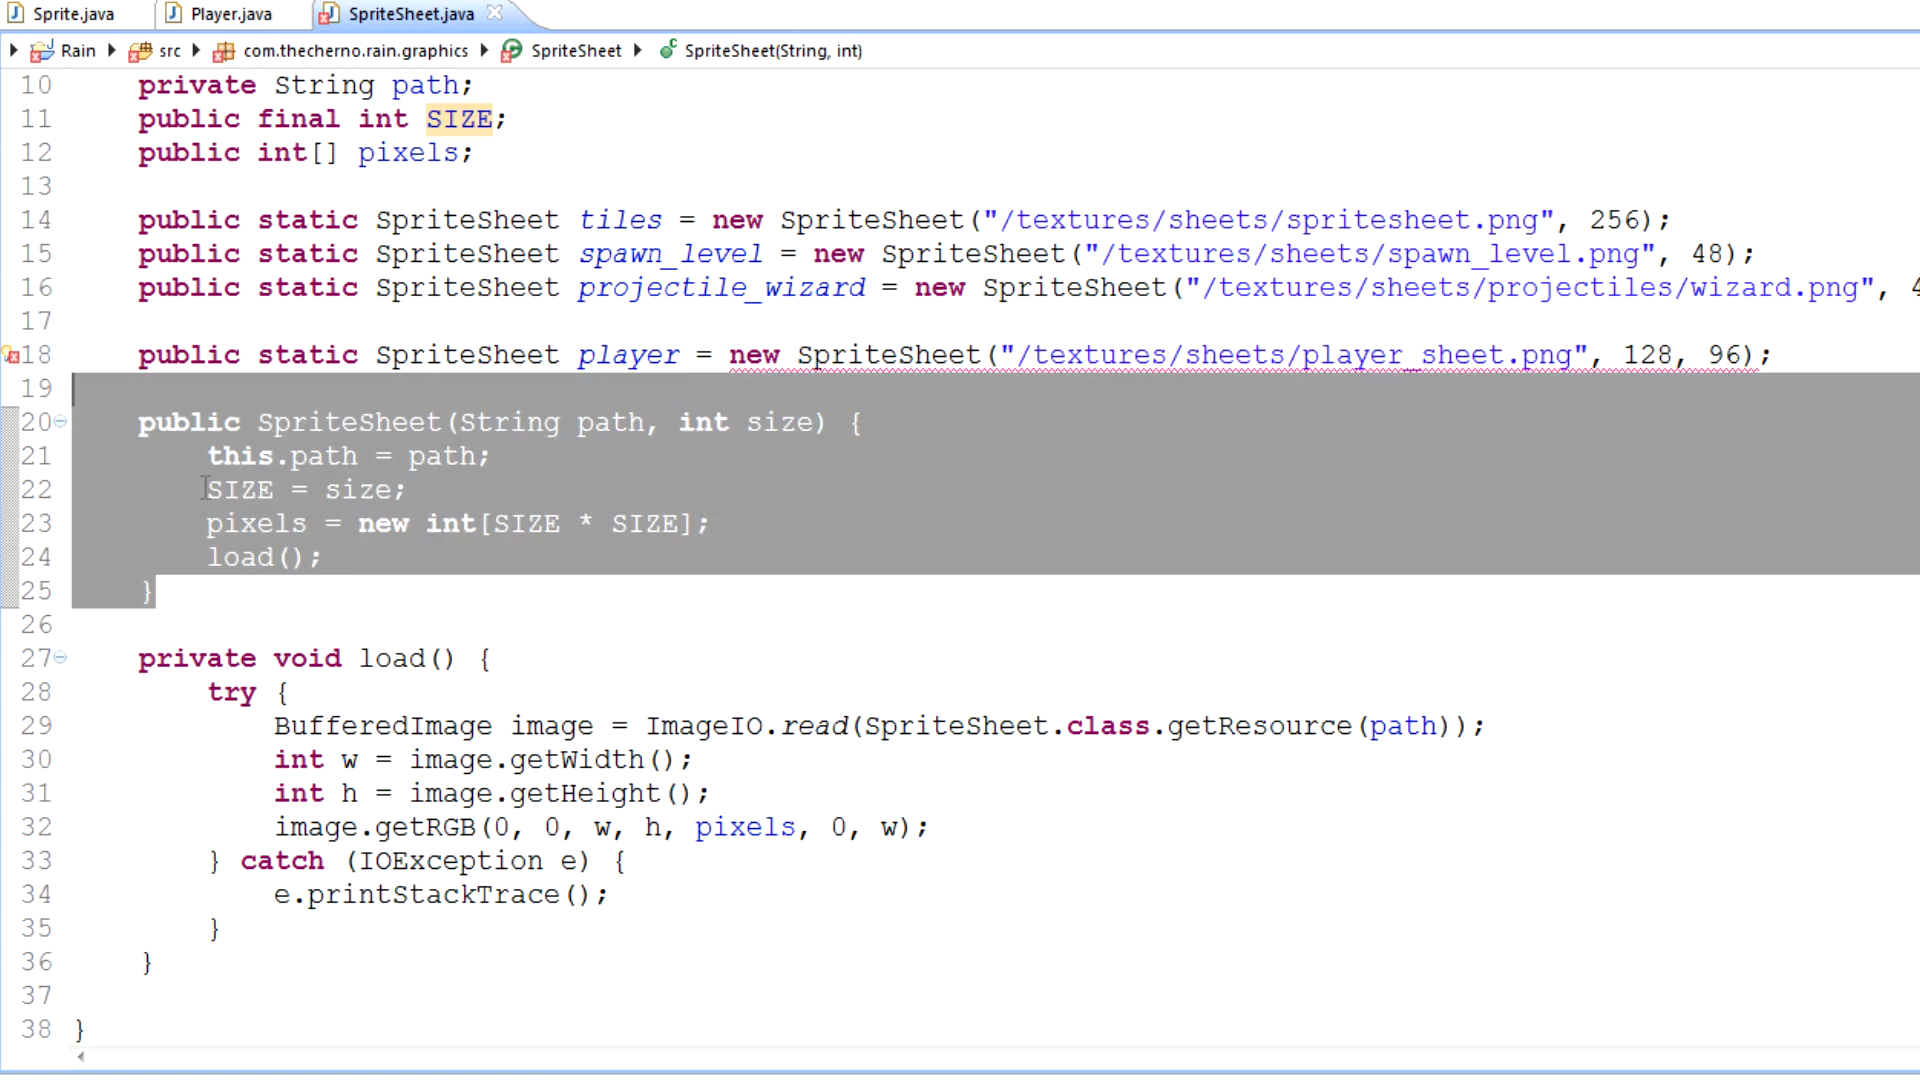 Sprite.java Player.java SpriteSheet.java
Rain src com.thecherno.rain.graphics SpriteSheet SpriteSheet(String, int)
10 private String path;
11 public final int SIZE;
12 public int[] pixels;
13
14 public static SpriteSheet tiles = new SpriteSheet("/textures/sheets/spritesheet.png", 256);
15 public static SpriteSheet spawn_level = new SpriteSheet("/textures/sheets/spawn_level.png", 48);
16 public static SpriteSheet projectile_wizard = new SpriteSheet("/textures/sheets/projectiles/wizard.png", 4
17
18 public static SpriteSheet player = new SpriteSheet("/textures/sheets/player_sheet.png", 128, 96);
19
20 public SpriteSheet(String path, int size) {
21 this.path = path;
22 SIZE = size;
23 pixels = new int[SIZE * SIZE];
24 load();
25 }
26
27 private void load() {
28 try {
29 BufferedImage image = ImageIO.read(SpriteSheet.class.getResource(path));
30 int w = image.getWidth();
31 int h = image.getHeight();
32 image.getRGB(0, 0, w, h, pixels, 0, w);
33 } catch (IOException e) {
34 e.printStackTrace();
35 }
36 }
37
38 }